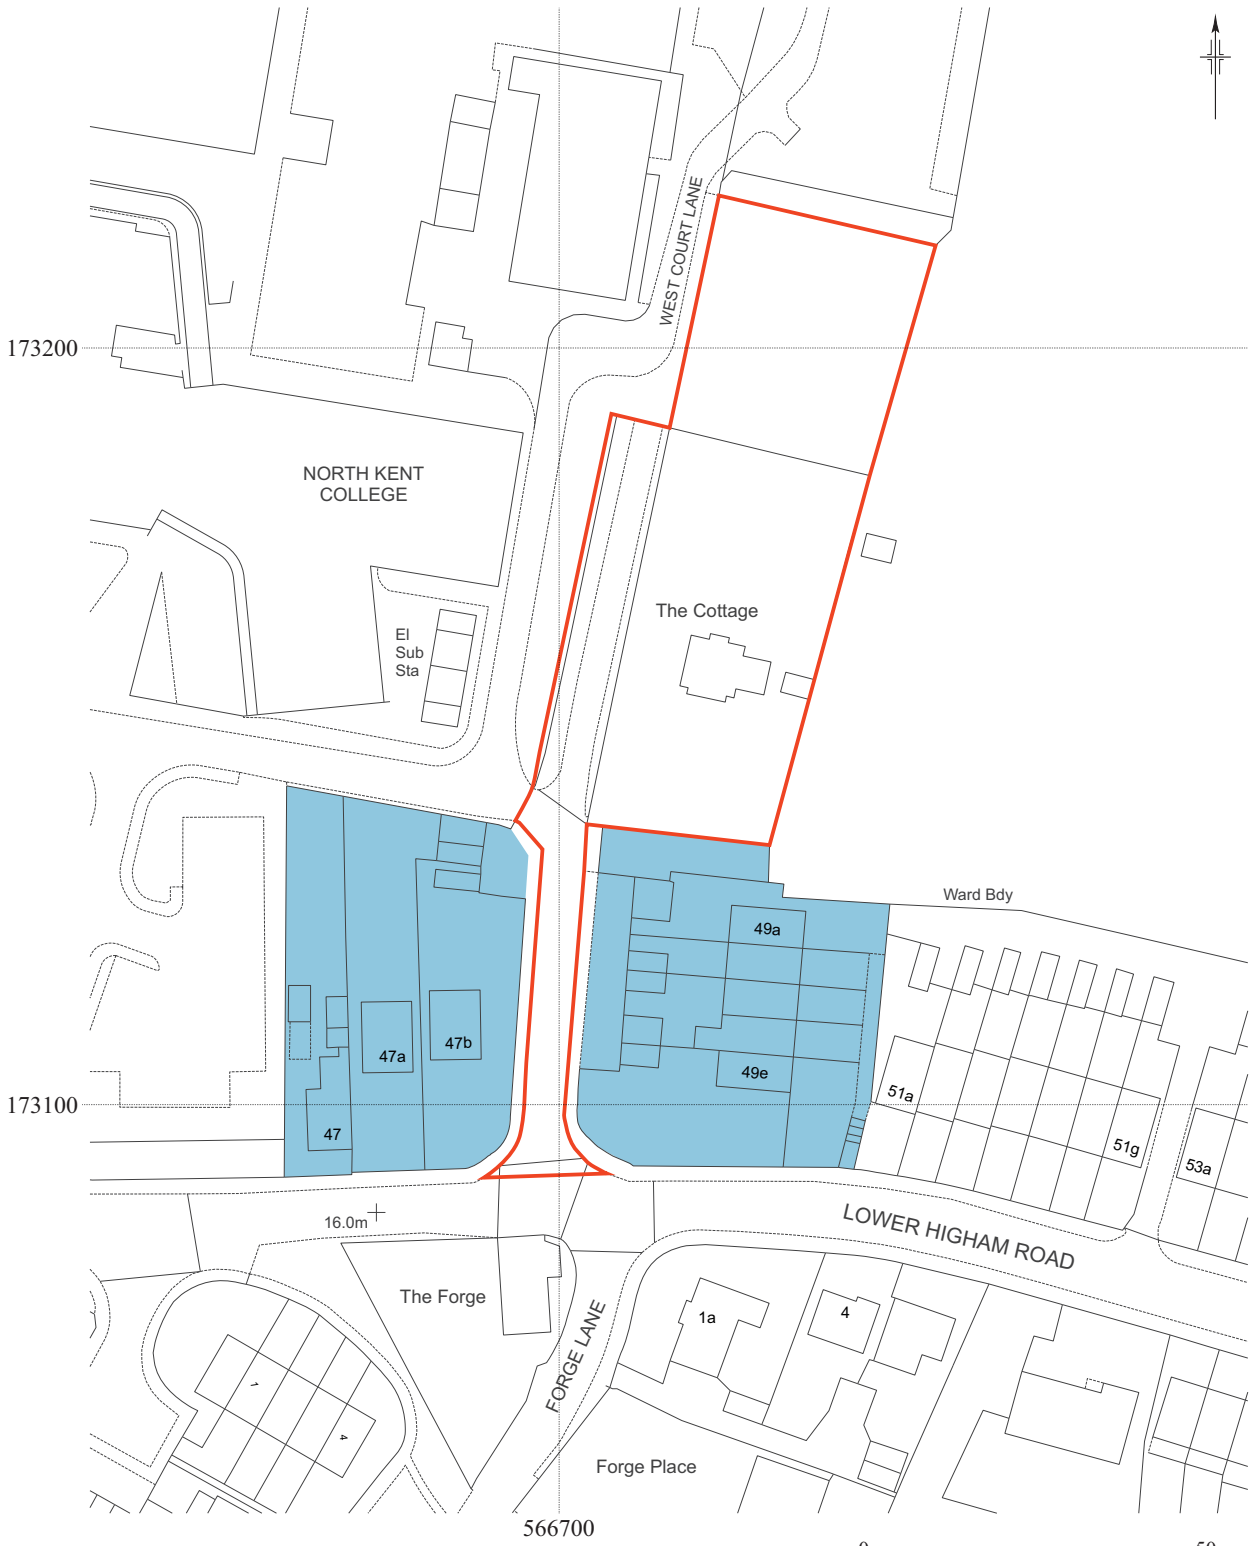 WEST COURT LANE
173200
NORTH KENT
COLLEGE
The Cottage
El
Sub
Sta
Ward Bdy
49a
47a
47b
49e
51a
173100
47
51g
53a
16.0m
LOWER HIGHAM ROAD
The Forge
1a
4
FORGE LANE
1
4
Forge Place
566700
0
50